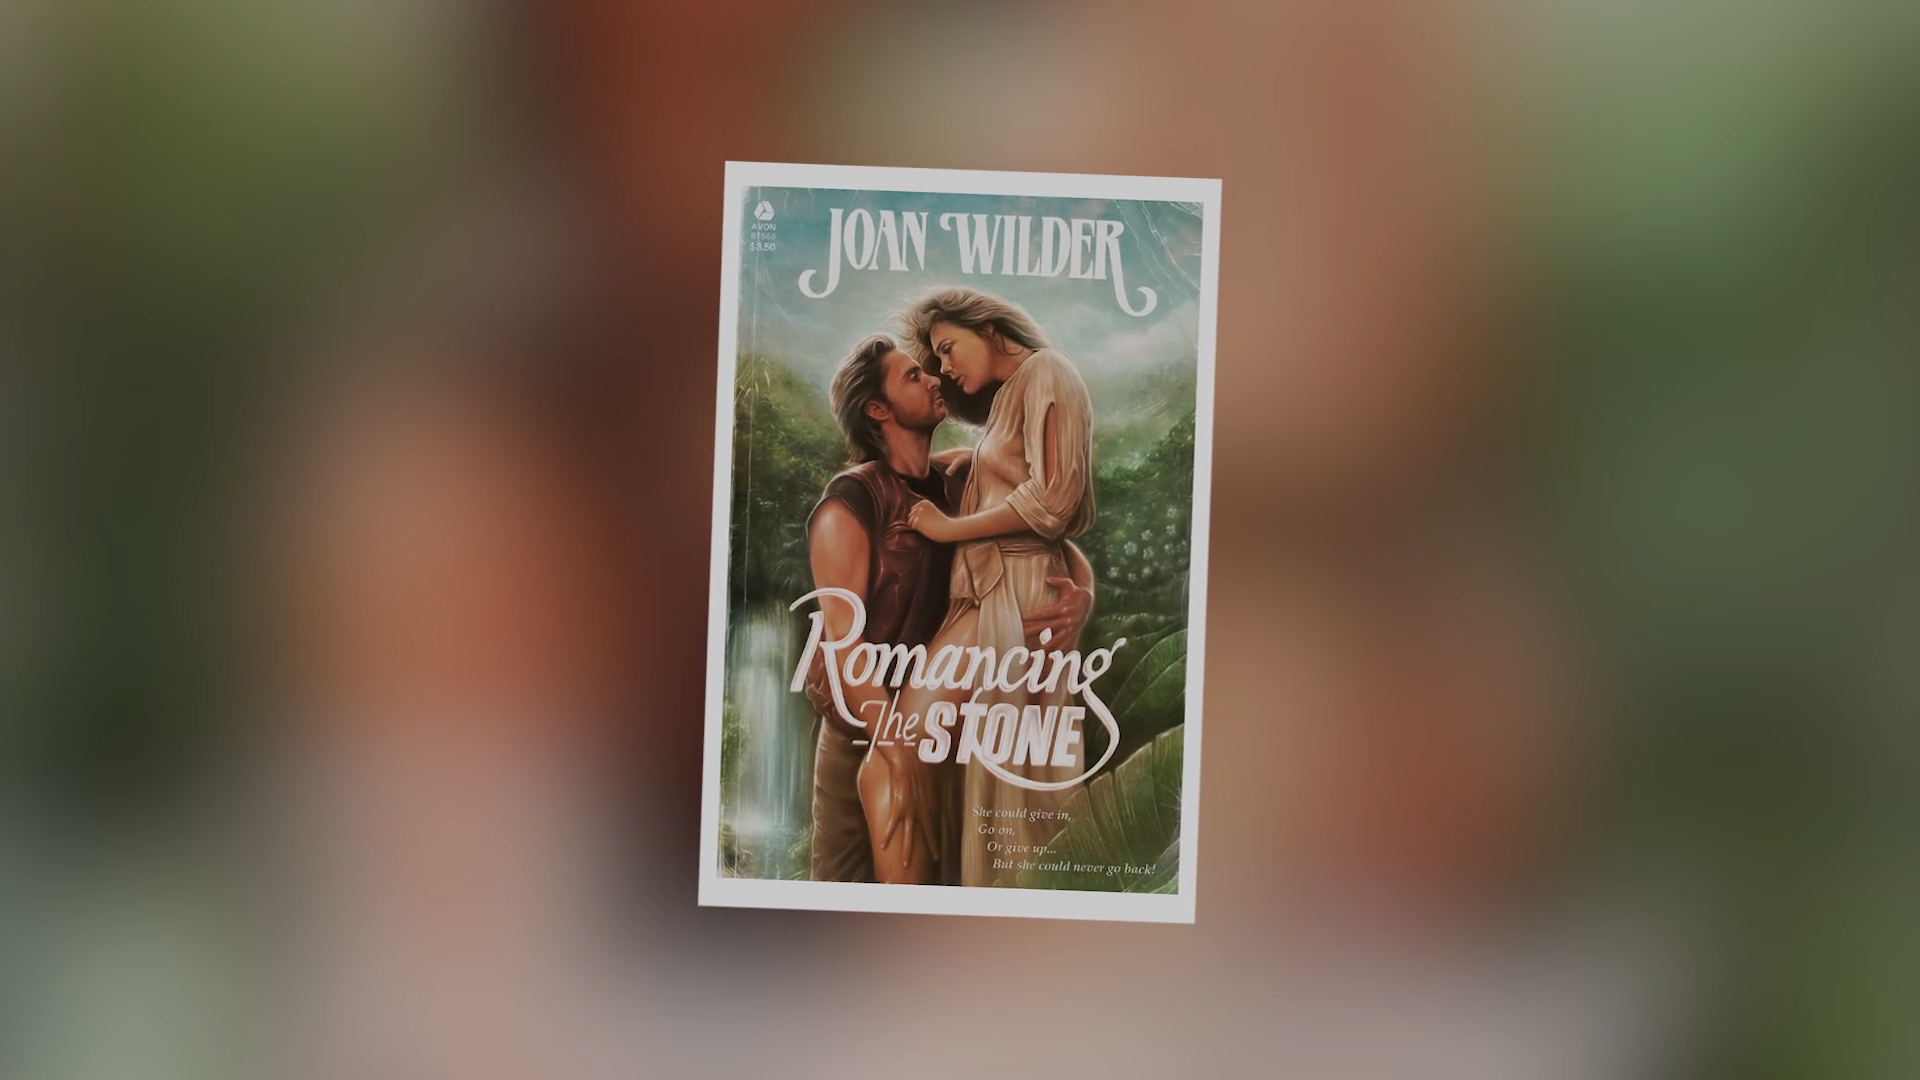 JOAN WILDER
AVON
87668
$3.50
Romancing
The STONE
She could give in,
Go on,
Or give up...
But she could never go back!